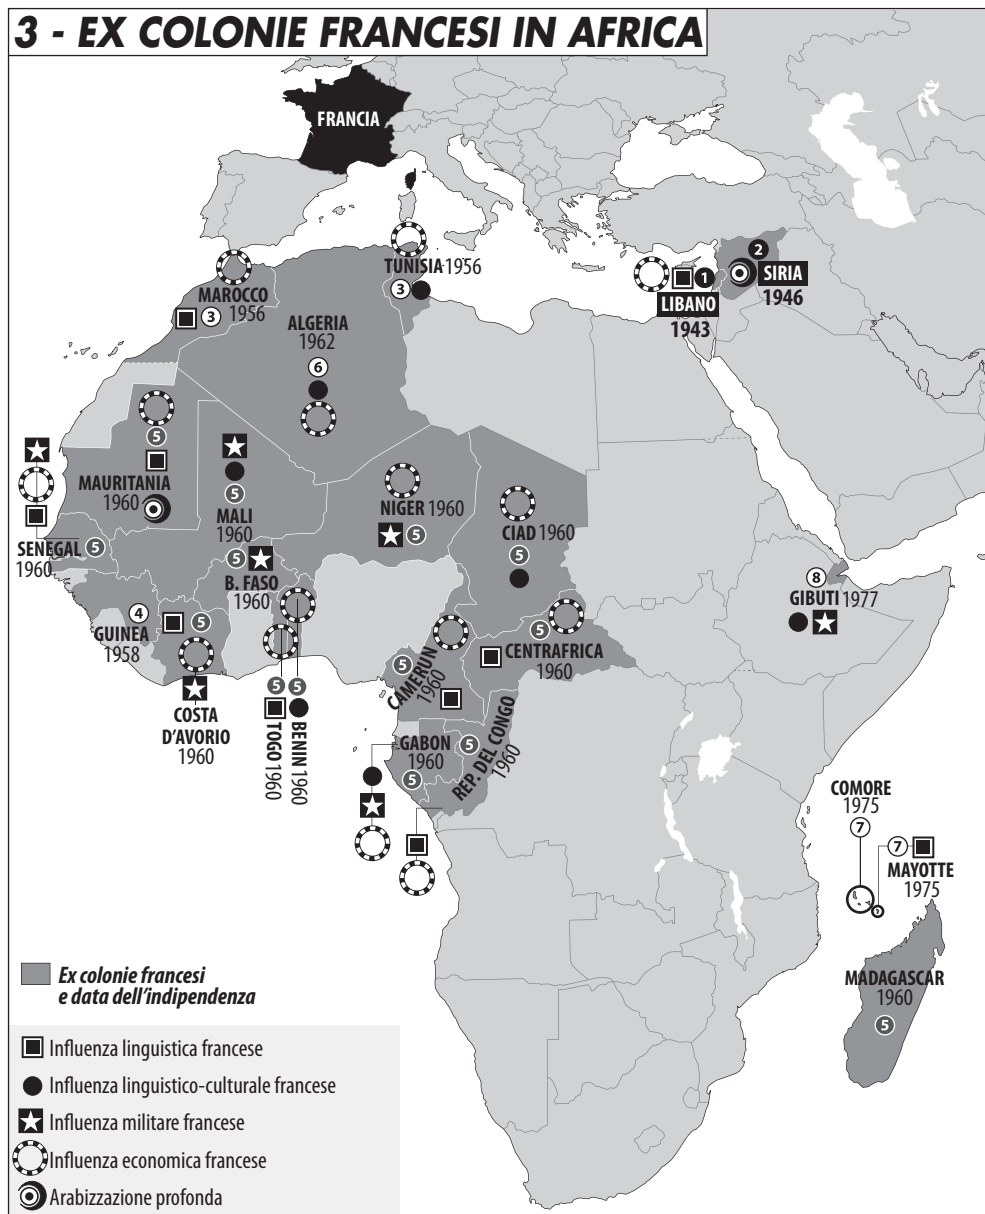 3 - EX COLONIE FRANCESI IN AFRICA
FRANCIA
TUNISIA 1956
3
MAROCCO
1956
3
ALGERIA
1962
6
2
1
SIRIA
1946
LIBANO
1943
5
MAURITANIA
1960
5
MALI
1960
NIGER 1960
5
CIAD 1960
5
SENEGAL
1960
5
5
B. FASO
1960
8
GIBUTI 1977
4
GUINEA
1958
5
COSTA
D'AVORIO
1960
5
TOGO 1960
5
BENIN 1960
5
CAMERUN
1960
5
CENTRAFRICA
1960
GABON
1960
5
5
REP. DEL CONGO
1960
COMORE
1975
7
7
MAYOTTE
1975
7
MADAGASCAR
1960
5
Ex colonie francesi
e data dell'indipendenza
Influenza linguistica francese
Influenza linguistico-culturale francese
Influenza militare francese
Influenza economica francese
Arabizzazione profonda